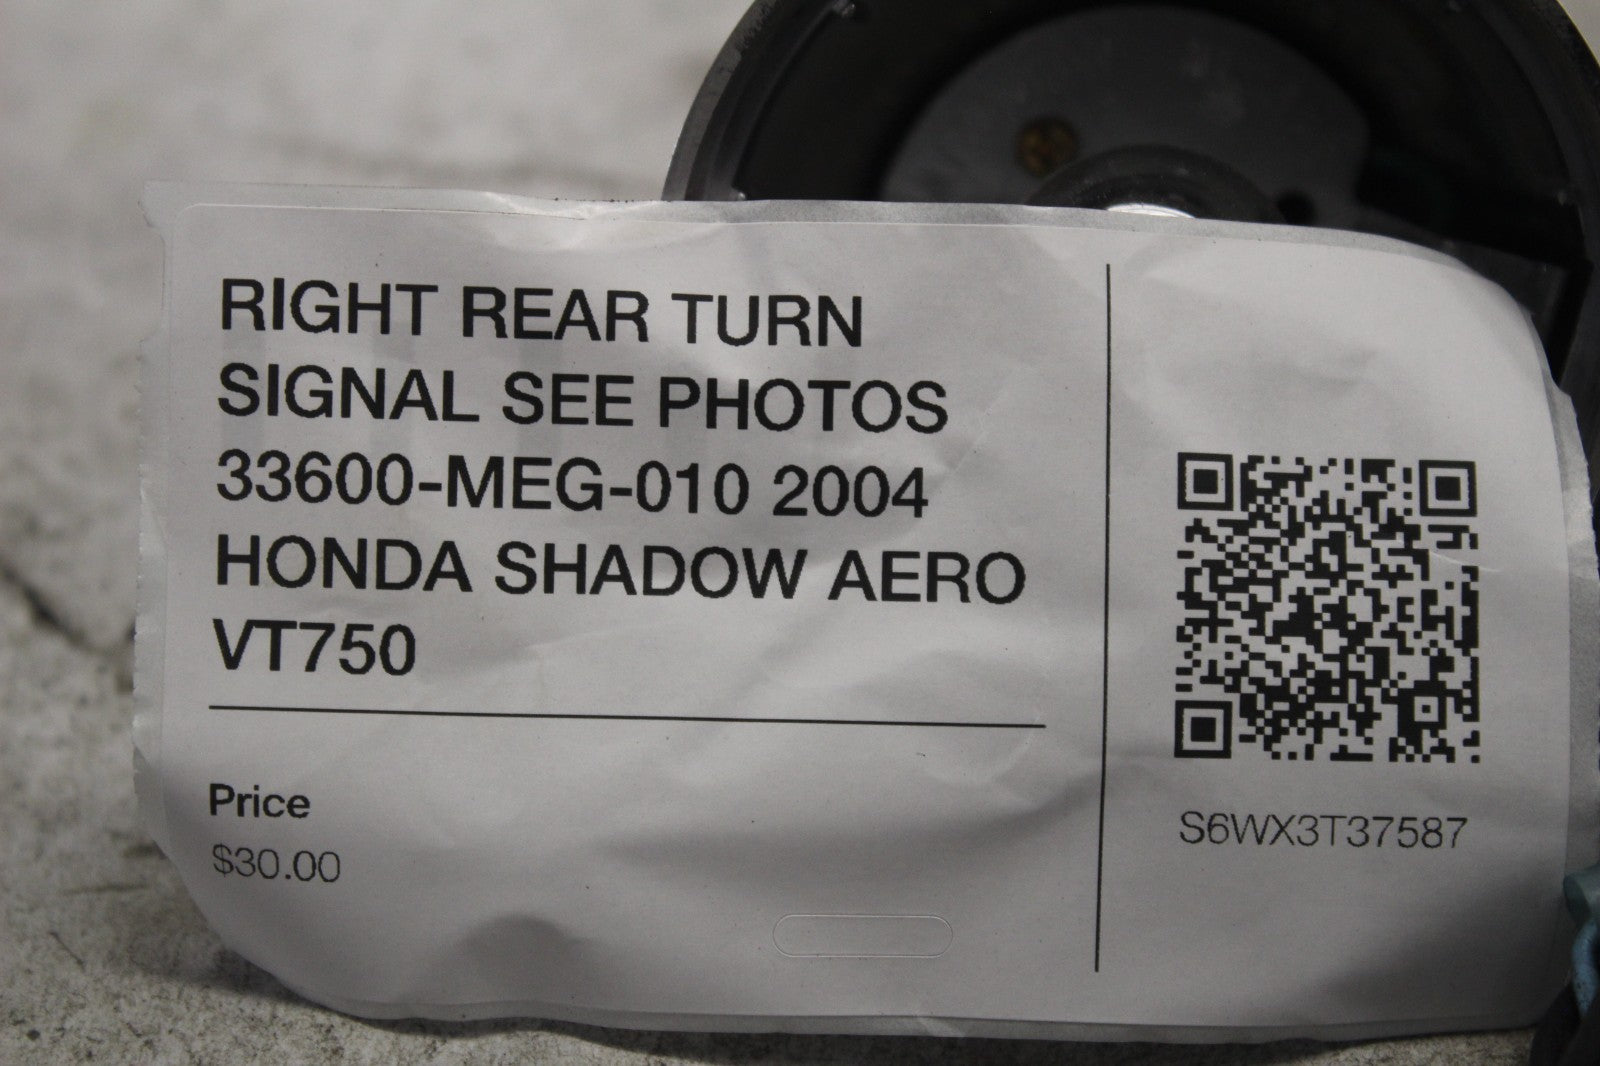 RIGHT REAR TURN
SIGNAL SEE PHOTOS
33600-MEG-010 2004
HONDA SHADOW AERO
VT750
Price
$30.00
S6WX3T37587